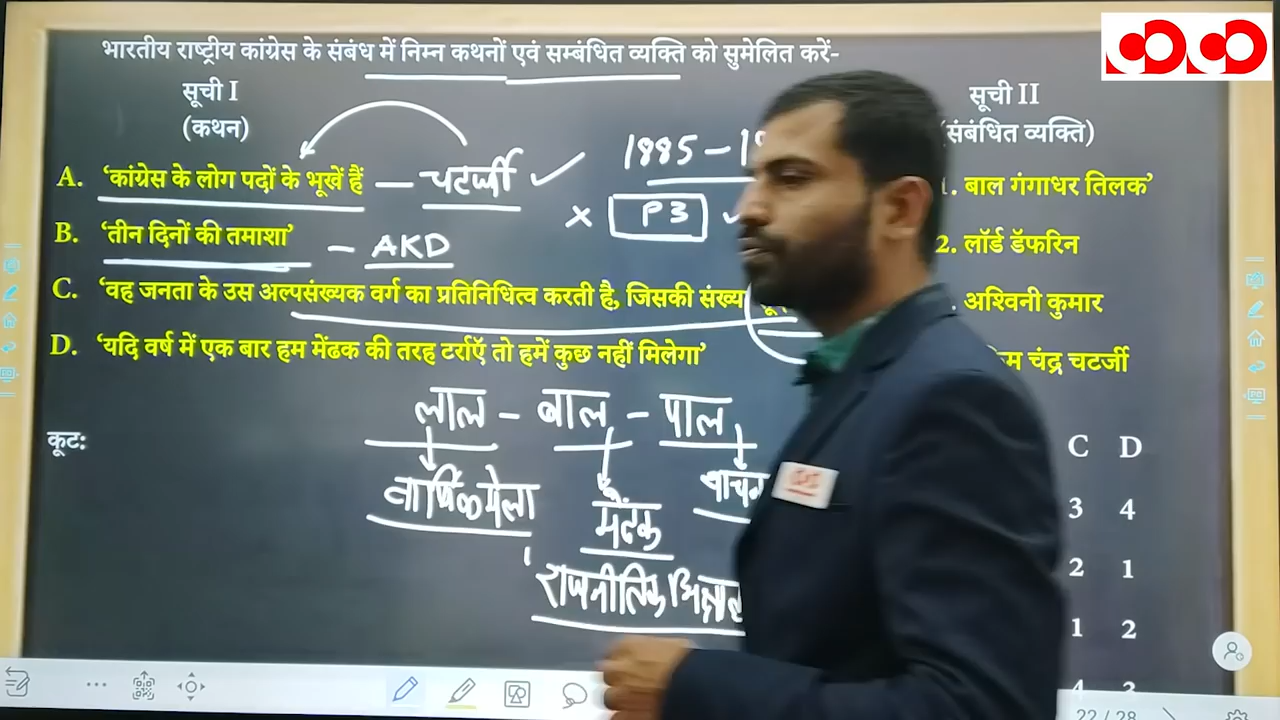 भारतीय राष्ट्रीय कांग्रेस के संबंध में निम्न कथनों एवं सम्बंधित व्यक्ति को सुमेलित करें-
सूची I
सूची II
(कथन)
(संबंधित व्यक्ति)
1885 –
A. 'कांग्रेस के लोग पदों के भूखें हैं — चटर्जी ✓
1. बाल गंगाधर तिलक'
× P3
B. 'तीन दिनों की तमाशा' – AKD
2. लॉर्ड डॅफरिन
C. 'वह जनता के उस अल्पसंख्यक वर्ग का प्रतिनिधित्व करती है, जिसकी संख्या
. अश्विनी कुमार
D. 'यदि वर्ष में एक बार हम मेंढक की तरह टर्राएॅ तो हमें कुछ नहीं मिलेगा'
चंद्र चटर्जी
लाल – बाल – पाल
कूट:
C D
वार्षिक मेला
मेंढक
3 4
राजनीतिक
2 1
1 2
22 / 28